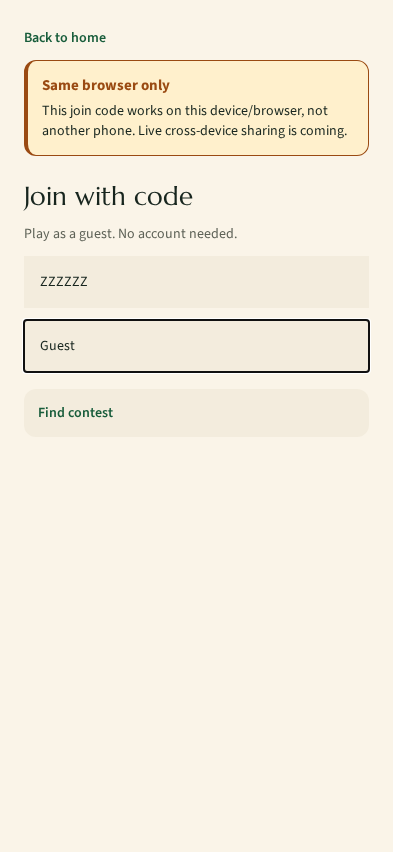 Back to home
Same browser only
This join code works on this device/browser, not
another phone. Live cross-device sharing is coming.
Join with code
Play as a guest. No account needed.
ZZZZZZ
Guest
Find contest